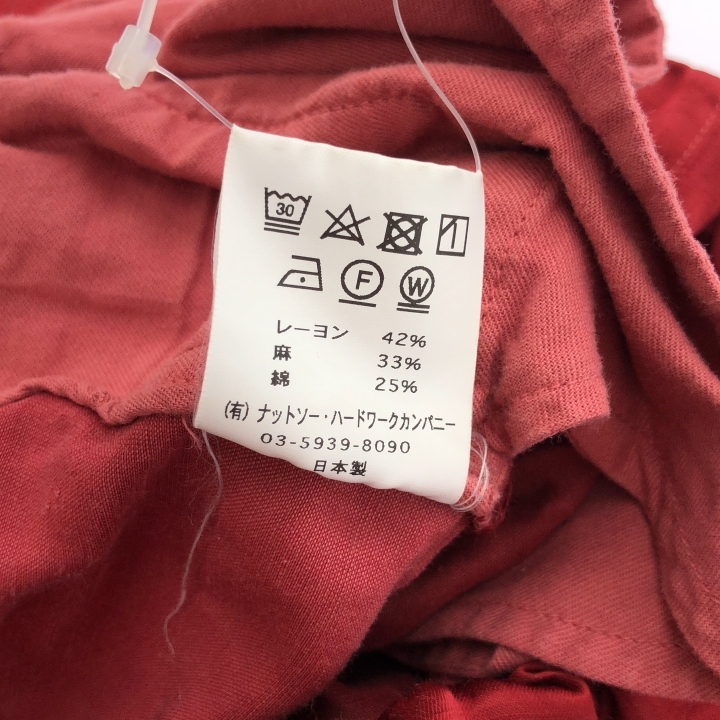 30
F W
レーヨン 42%
麻 33%
綿 25%
(有)ナットソー・ハードワークカンパニー
03-5939-8090
日本製